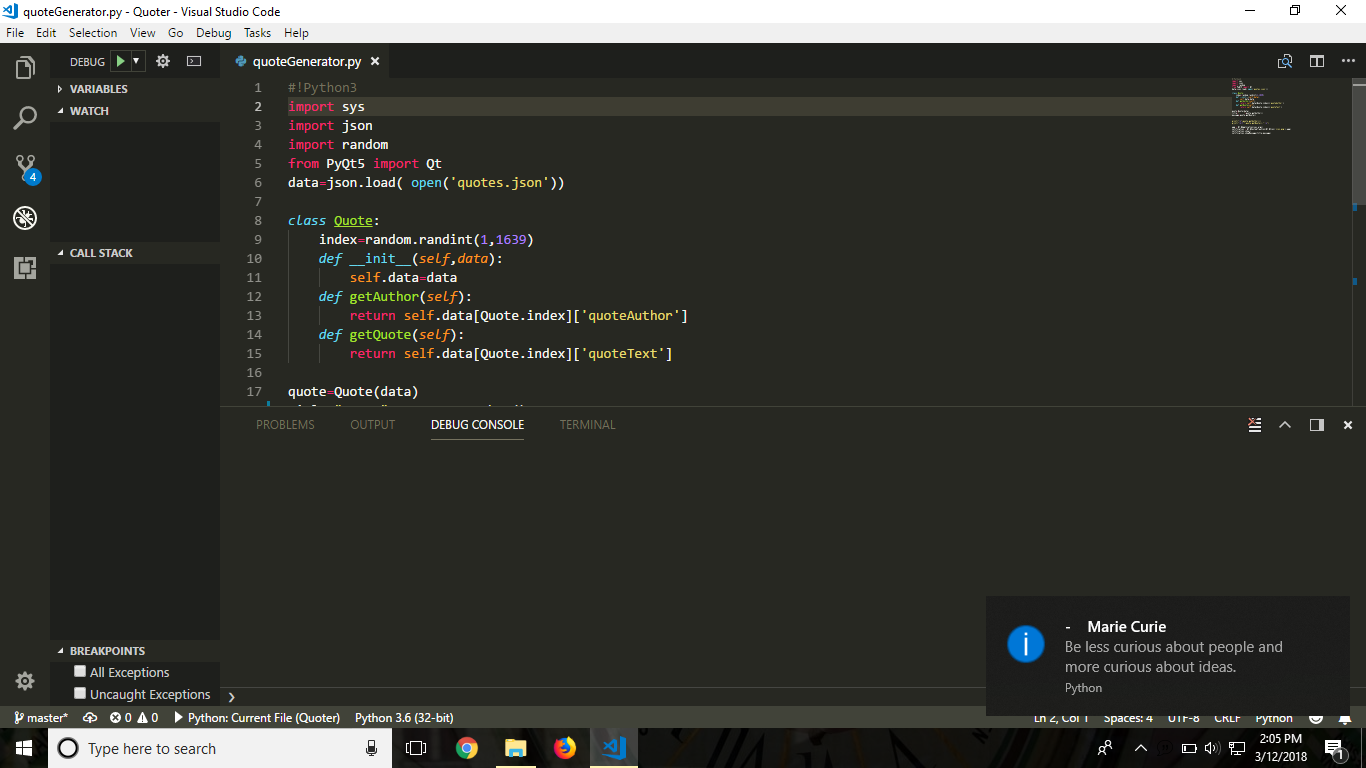 quoteGenerator.py - Quoter - Visual Studio Code
File Edit Selection View Go Debug Tasks Help
DEBUG
quoteGenerator.py
VARIABLES
WATCH
4
CALL STACK
BREAKPOINTS
All Exceptions
Uncaught Exceptions
1 #!Python3
2 import sys
3 import json
4 import random
5 from PyQt5 import Qt
6 data=json.load( open('quotes.json'))
7
8 class Quote:
9 index=random.randint(1,1639)
10 def __init__(self,data):
11 self.data=data
12 def getAuthor(self):
13 return self.data[Quote.index]['quoteAuthor']
14 def getQuote(self):
15 return self.data[Quote.index]['quoteText']
16
17 quote=Quote(data)
PROBLEMS OUTPUT DEBUG CONSOLE TERMINAL
- Marie Curie
Be less curious about people and
more curious about ideas.
Python
master* 0 0 Python: Current File (Quoter) Python 3.6 (32-bit) Ln 2, Col 1 Spaces: 4 UTF-8 CRLF Python
Type here to search
2:05 PM
3/12/2018
1